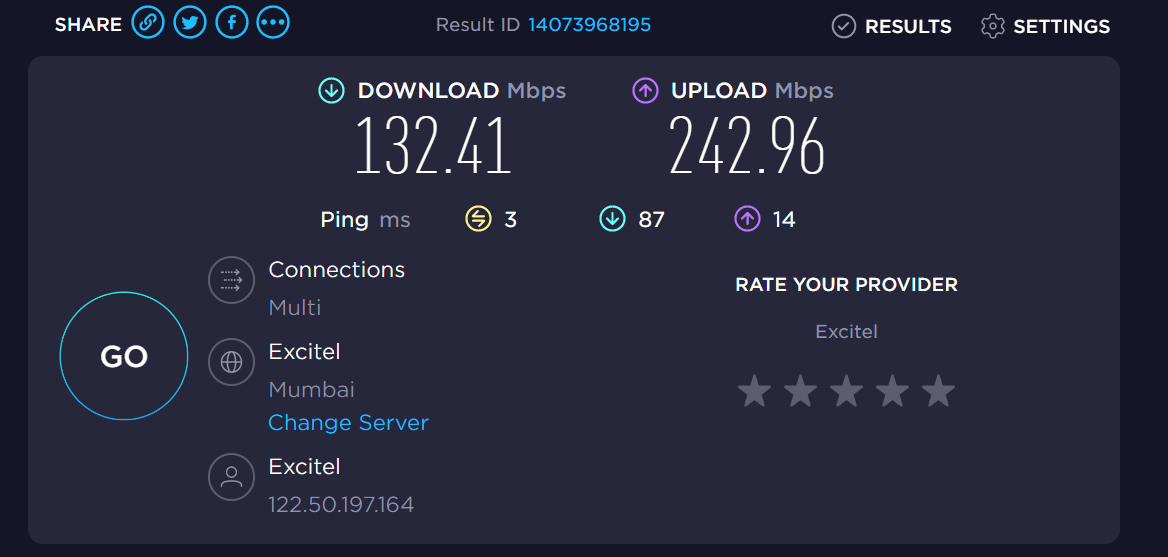 SHARE Result ID 14073968195 RESULTS SETTINGS
DOWNLOAD Mbps UPLOAD Mbps
132.41 242.96
Ping ms 3 87 14
Connections
Multi
RATE YOUR PROVIDER
Excitel
GO
Excitel
Mumbai
Change Server
Excitel
122.50.197.164